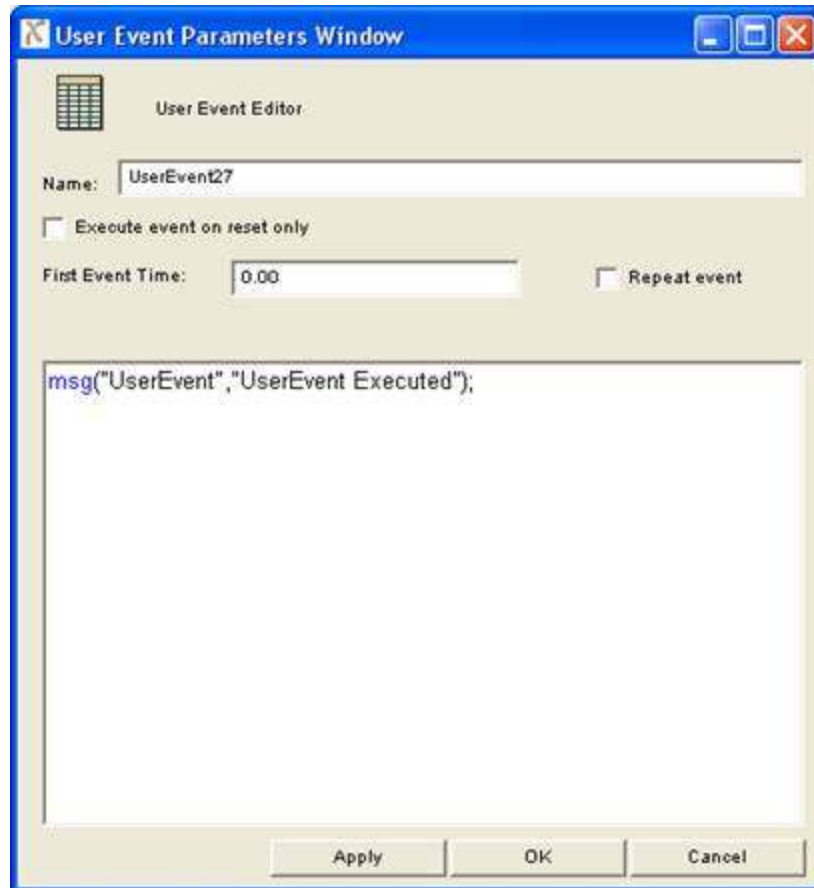 User Event Parameters Window
User Event Editor
Name: UserEvent27
Execute event on reset only
First Event Time: 0.00 Repeat event
msg("UserEvent","UserEvent Executed");
Apply OK Cancel